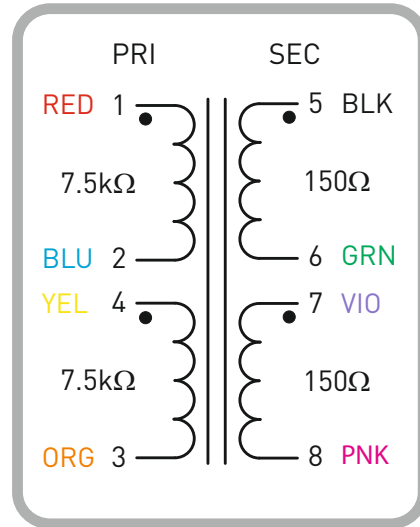 PRI SEC
RED 1 5 BLK
7.5kΩ 150Ω
BLU 2 6 GRN
YEL 4 7 VIO
7.5kΩ 150Ω
ORG 3 8 PNK